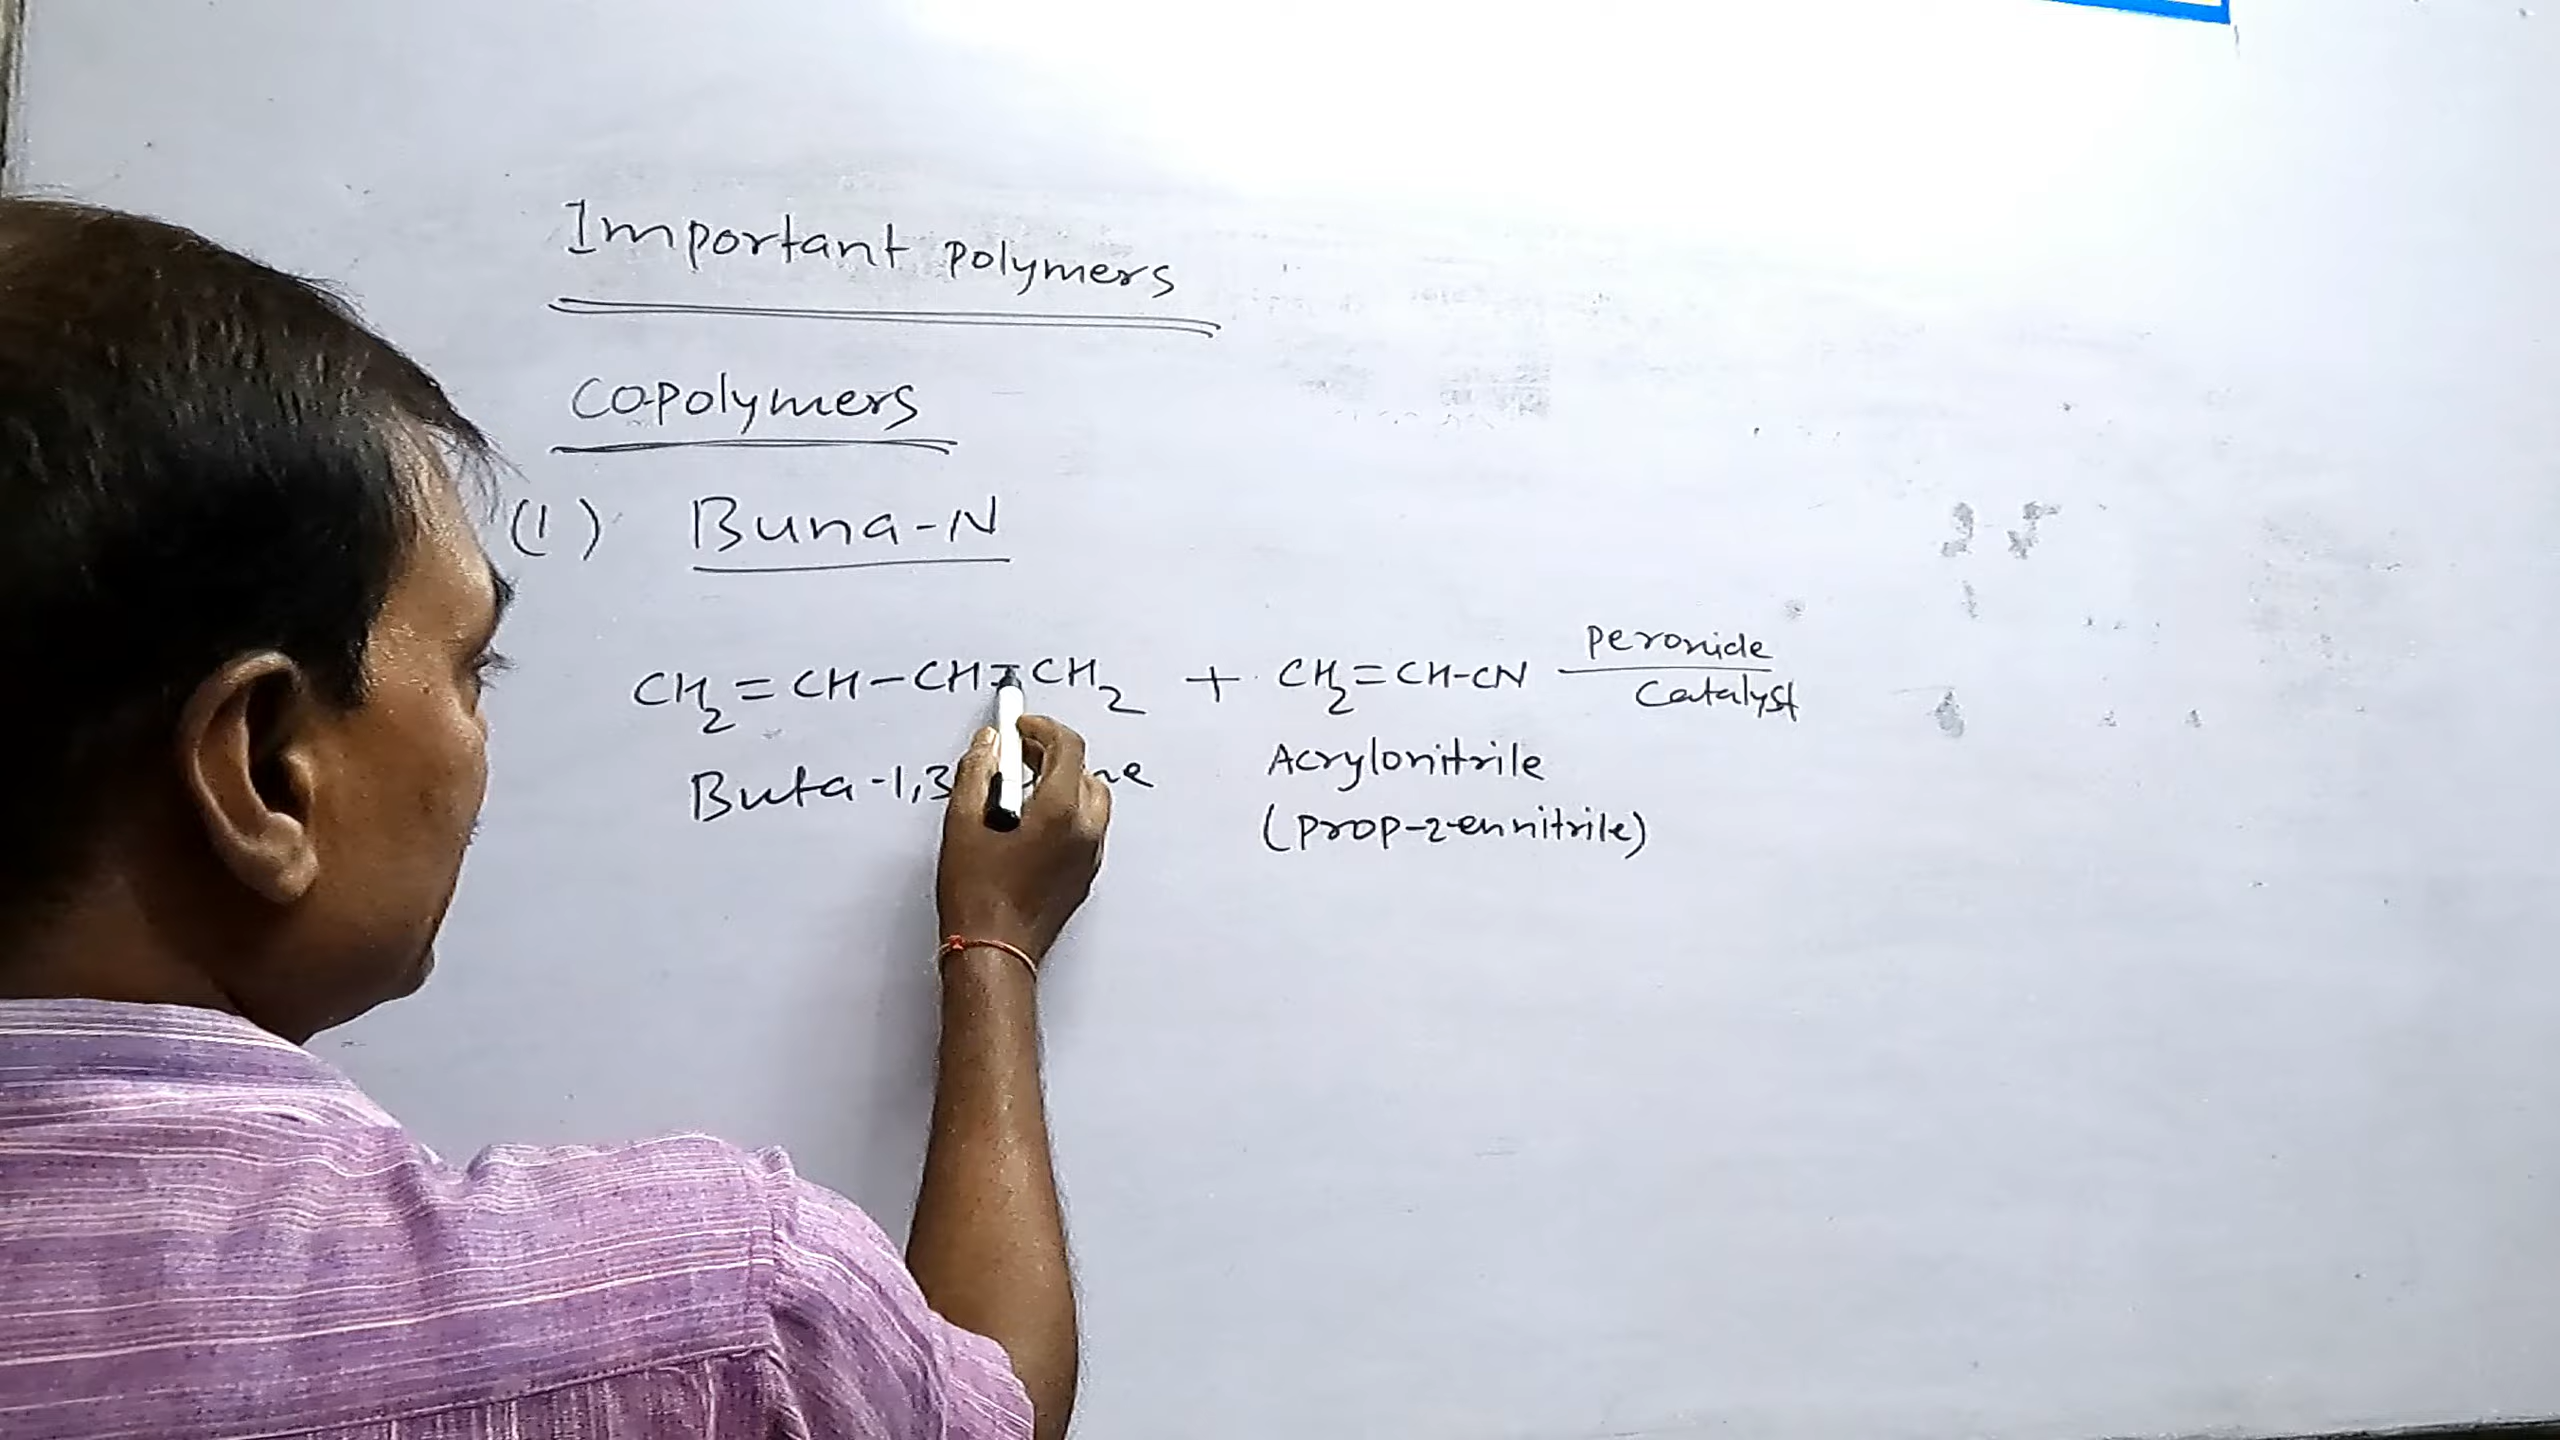 Important polymers
Copolymers
(1) Buna-N
CH2=CH-CH=CH2 + CH2=CH-CN peroxide
catalyst
Buta-1,3 Acrylonitrile
(prop-2-ennitrile)